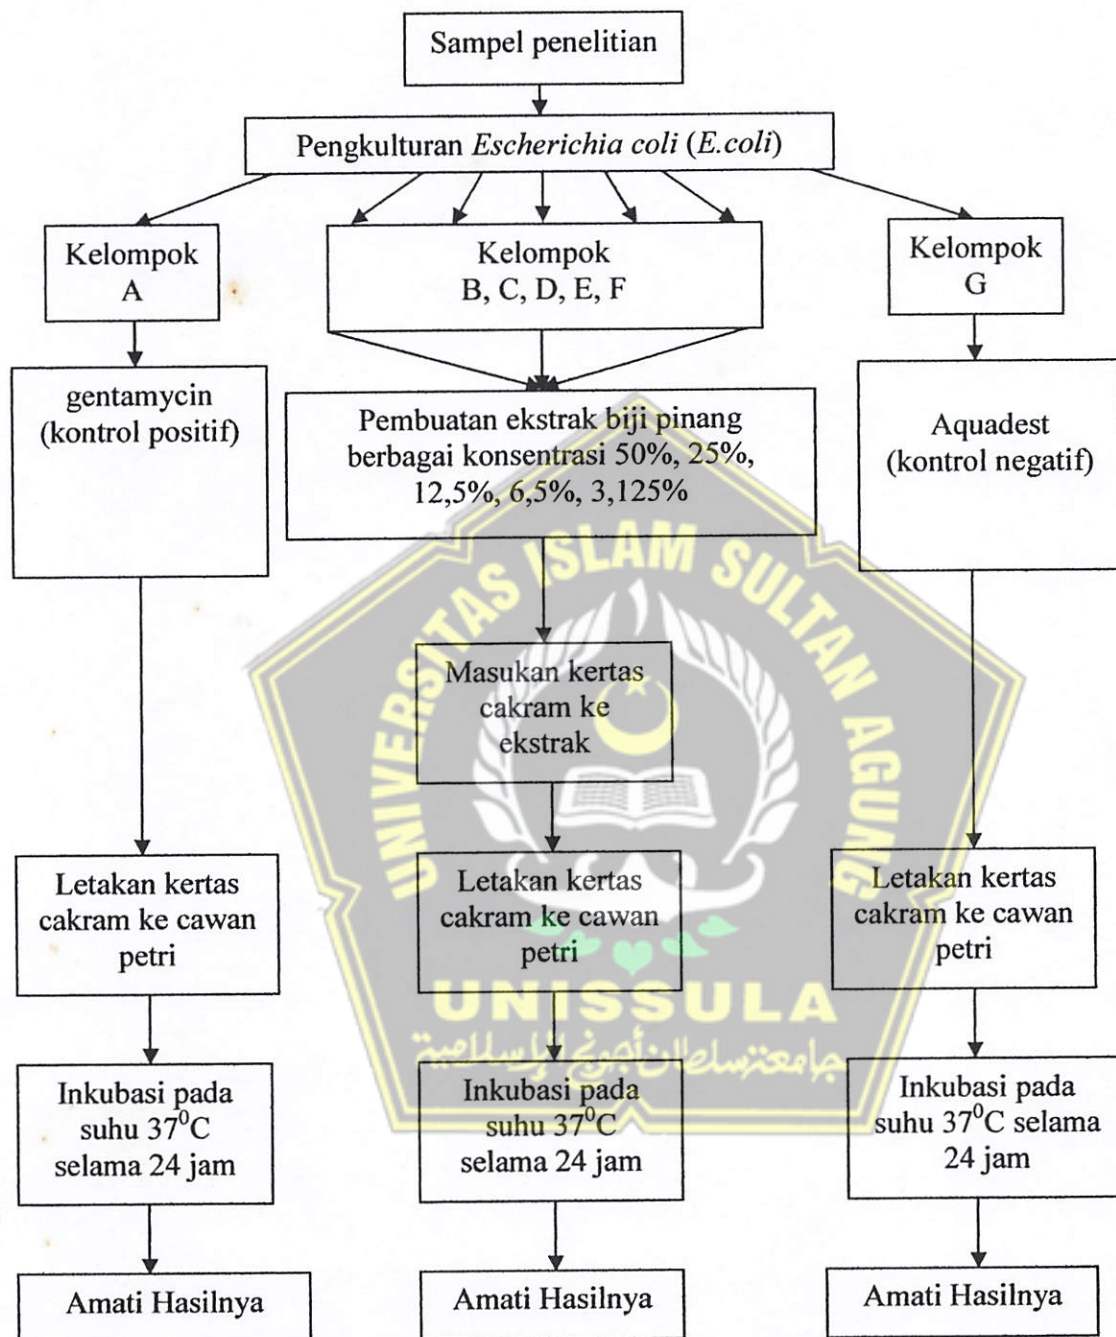 Sampel penelitian
Pengkulturan Escherichia coli (E.coli)
Kelompok
A
Kelompok
B, C, D, E, F
Kelompok
G
gentamycin
(kontrol positif)
Pembuatan ekstrak biji pinang
berbagai konsentrasi 50%, 25%,
12,5%, 6,5%, 3,125%
Aquadest
(kontrol negatif)
Masukan kertas
cakram ke
ekstrak
Letakan kertas
cakram ke cawan
petri
Letakan kertas
cakram ke cawan
petri
Letakan kertas
cakram ke cawan
petri
Inkubasi pada
suhu 37⁰C
selama 24 jam
Inkubasi pada
suhu 37⁰C
selama 24 jam
Inkubasi pada
suhu 37⁰C selama
24 jam
Amati Hasilnya
Amati Hasilnya
Amati Hasilnya
UNIVERSITAS ISLAM SULTAN AGUNG
UNISSULA
جامعة سلطان أجونج الإسلامية